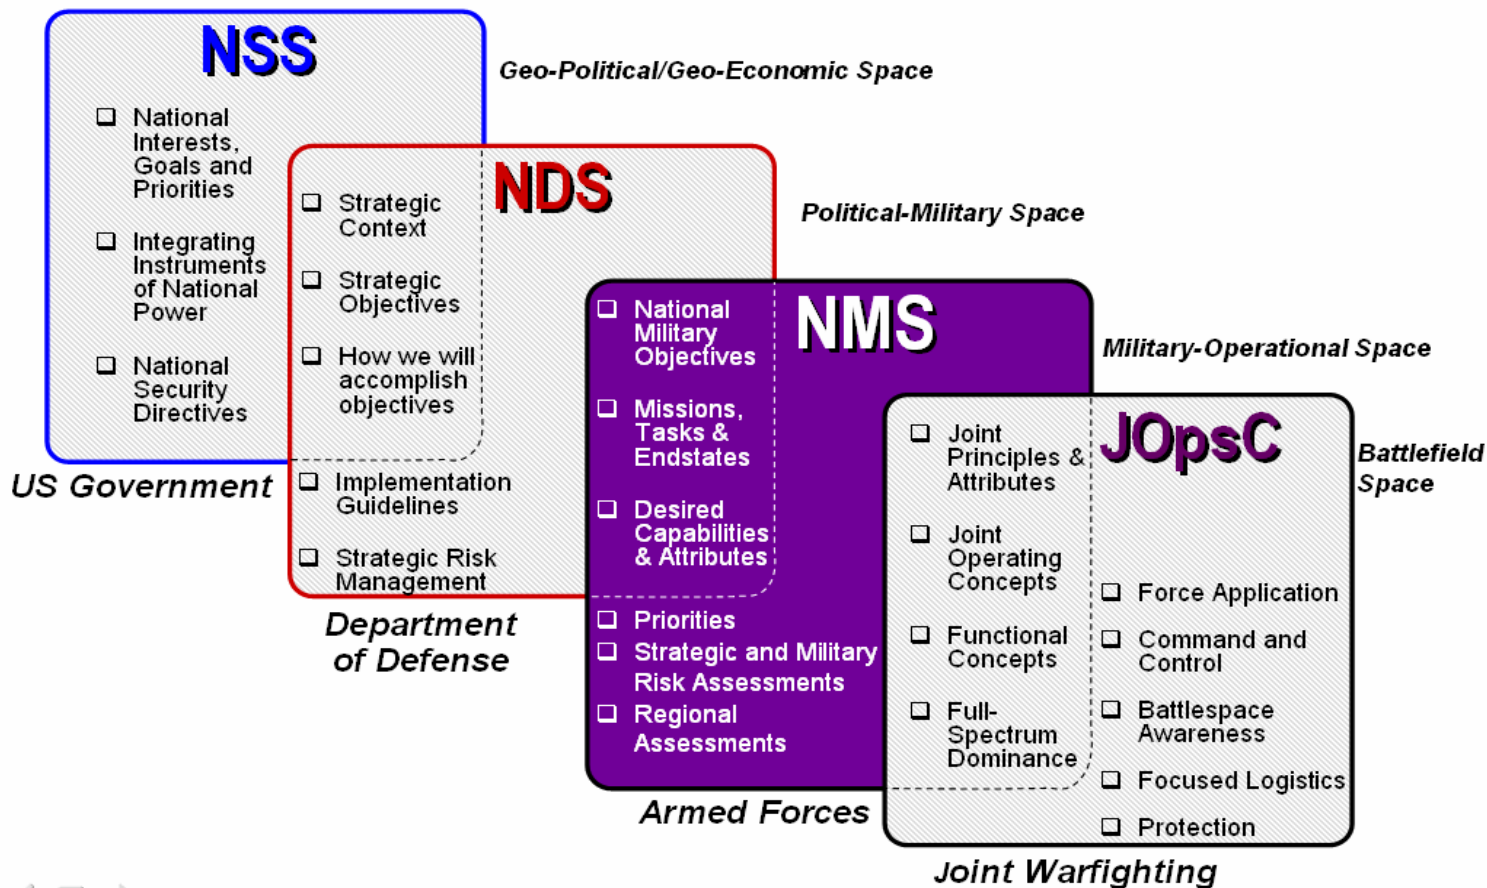 NSS
Geo-Political/Geo-Economic Space
National
Interests,
Goals and
Priorities
Integrating
Instruments
of National
Power
National
Security
Directives
US Government
NDS
Political-Military Space
Strategic
Context
Strategic
Objectives
How we will
accomplish
objectives
Implementation
Guidelines
Strategic Risk
Management
Department
of Defense
NMS
Military-Operational Space
National
Military
Objectives
Missions,
Tasks &
Endstates
Desired
Capabilities
& Attributes
Priorities
Strategic and Military
Risk Assessments
Regional
Assessments
Armed Forces
JOpsC
Battlefield
Space
Joint
Principles &
Attributes
Joint
Operating
Concepts
Functional
Concepts
Full-
Spectrum
Dominance
Force Application
Command and
Control
Battlespace
Awareness
Focused Logistics
Protection
Joint Warfighting